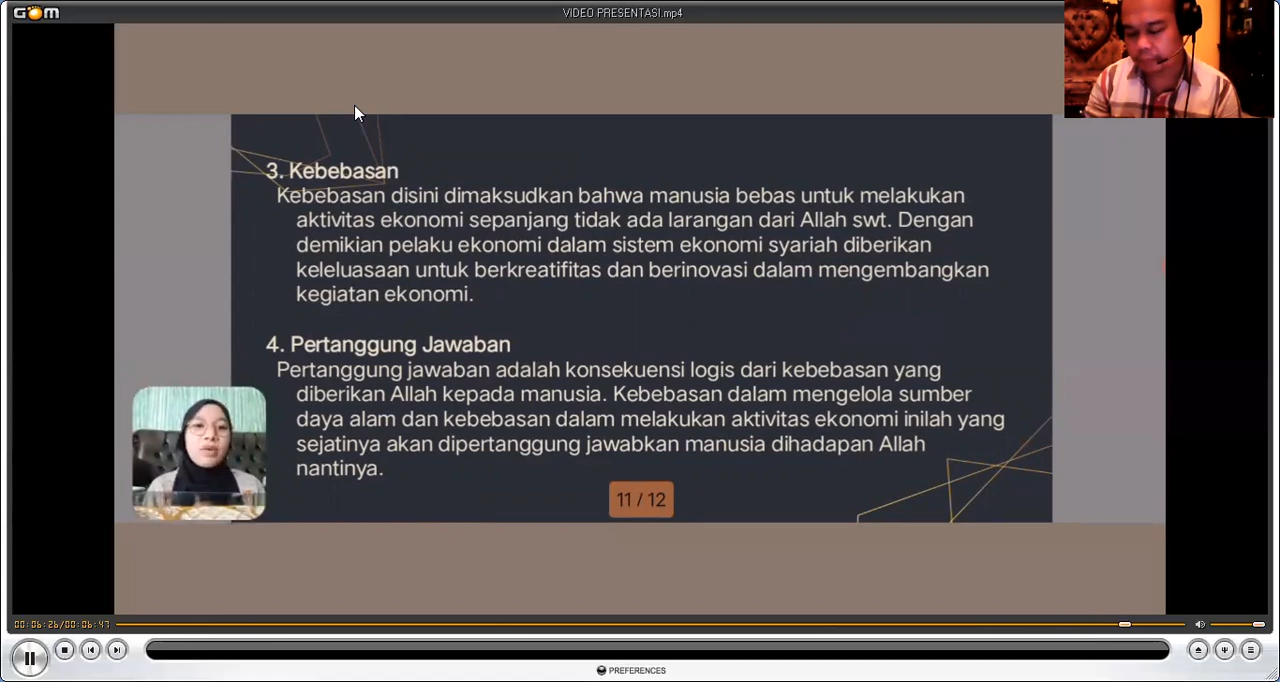 GOM
VIDEO PRESENTASI.mp4
3. Kebebasan
Kebebasan disini dimaksudkan bahwa manusia bebas untuk melakukan
aktivitas ekonomi sepanjang tidak ada larangan dari Allah swt. Dengan
demikian pelaku ekonomi dalam sistem ekonomi syariah diberikan
keleluasaan untuk berkreatifitas dan berinovasi dalam mengembangkan
kegiatan ekonomi.
4. Pertanggung Jawaban
Pertanggung jawaban adalah konsekuensi logis dari kebebasan yang
diberikan Allah kepada manusia. Kebebasan dalam mengelola sumber
daya alam dan kebebasan dalam melakukan aktivitas ekonomi inilah yang
sejatinya akan dipertanggung jawabkan manusia dihadapan Allah
nantinya.
11 / 12
00:06:26/00:06:47
PREFERENCES